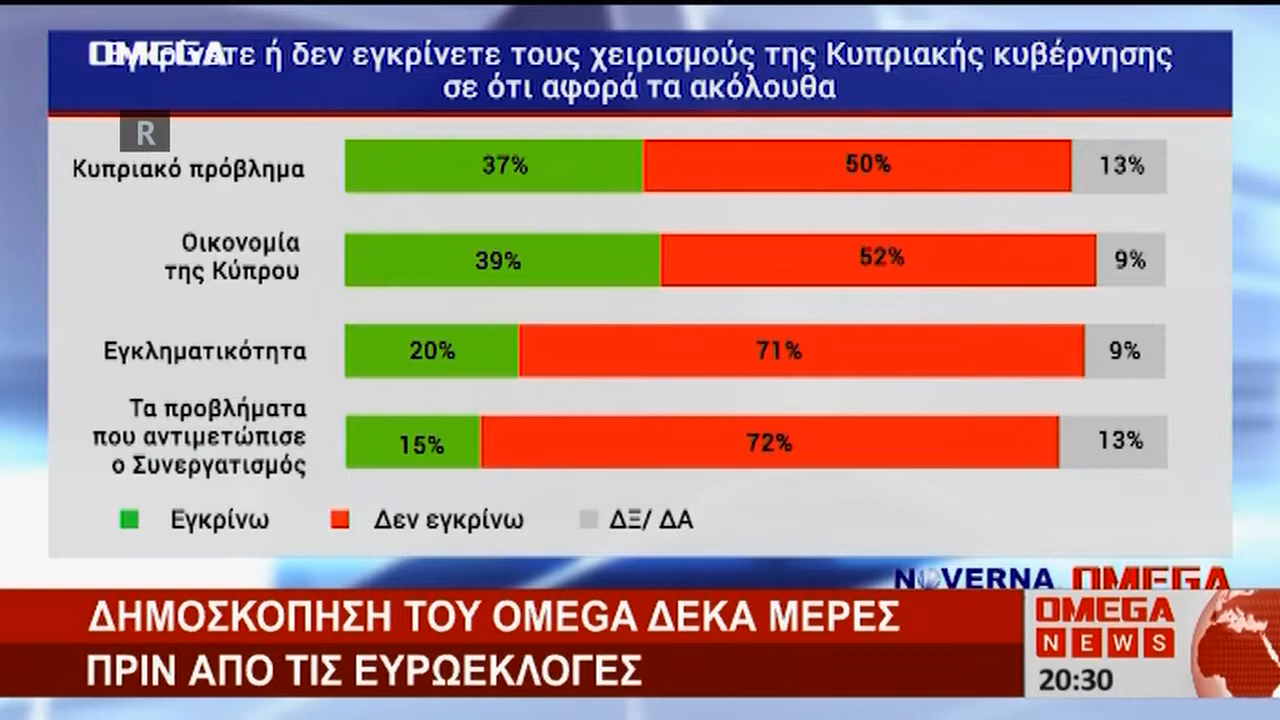 OMEGA
ή δεν εγκρίνετε τους χειρισμούς της Κυπριακής κυβέρνησης
σε ότι αφορά τα ακόλουθα
R
Κυπριακό πρόβλημα
37%
50%
13%
Οικονομία
της Κύπρου
39%
52%
9%
Εγκληματικότητα
20%
71%
9%
Τα προβλήματα
που αντιμετώπισε
ο Συνεργατισμός
15%
72%
13%
Εγκρίνω
Δεν εγκρίνω
ΔΞ/ ΔΑ
NOVERNA OMEGA
ΔΗΜΟΣΚΟΠΗΣΗ ΤΟΥ OMEGA ΔΕΚΑ ΜΕΡΕΣ
ΠΡΙΝ ΑΠΟ ΤΙΣ ΕΥΡΩΕΚΛΟΓΕΣ
OMEGA
NEWS
20:30